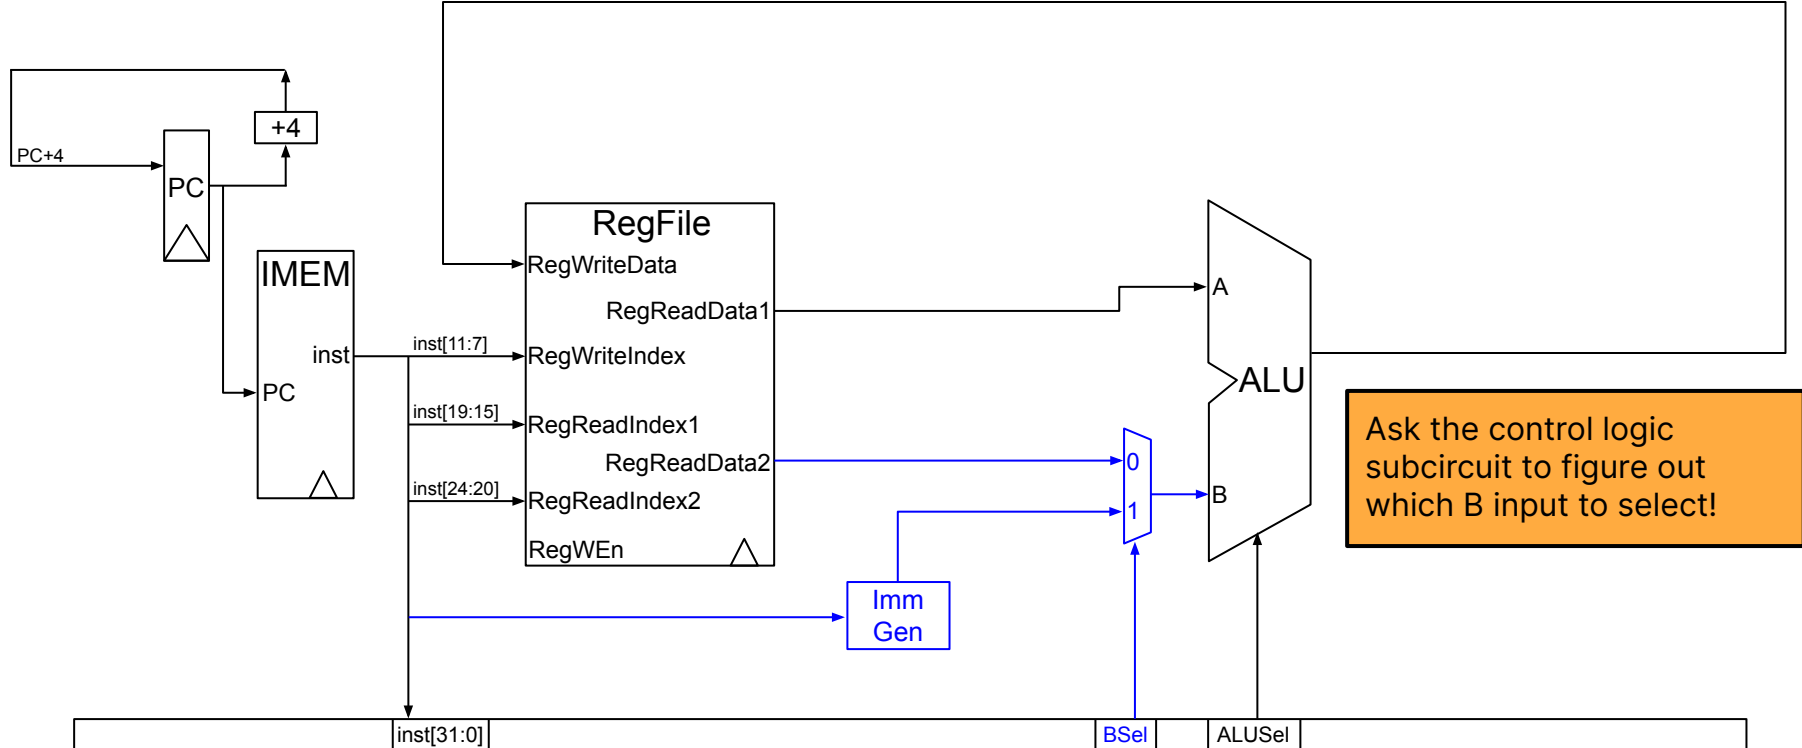 +4
PC+4
PC
IMEM
inst
PC
inst[11:7]
inst[19:15]
inst[24:20]
RegFile
RegWriteData
RegReadData1
RegWriteIndex
RegReadIndex1
RegReadData2
RegReadIndex2
RegWEn
Imm
Gen
0
1
A
ALU
B
Ask the control logic
subcircuit to figure out
which B input to select!
inst[31:0]
BSel
ALUSel